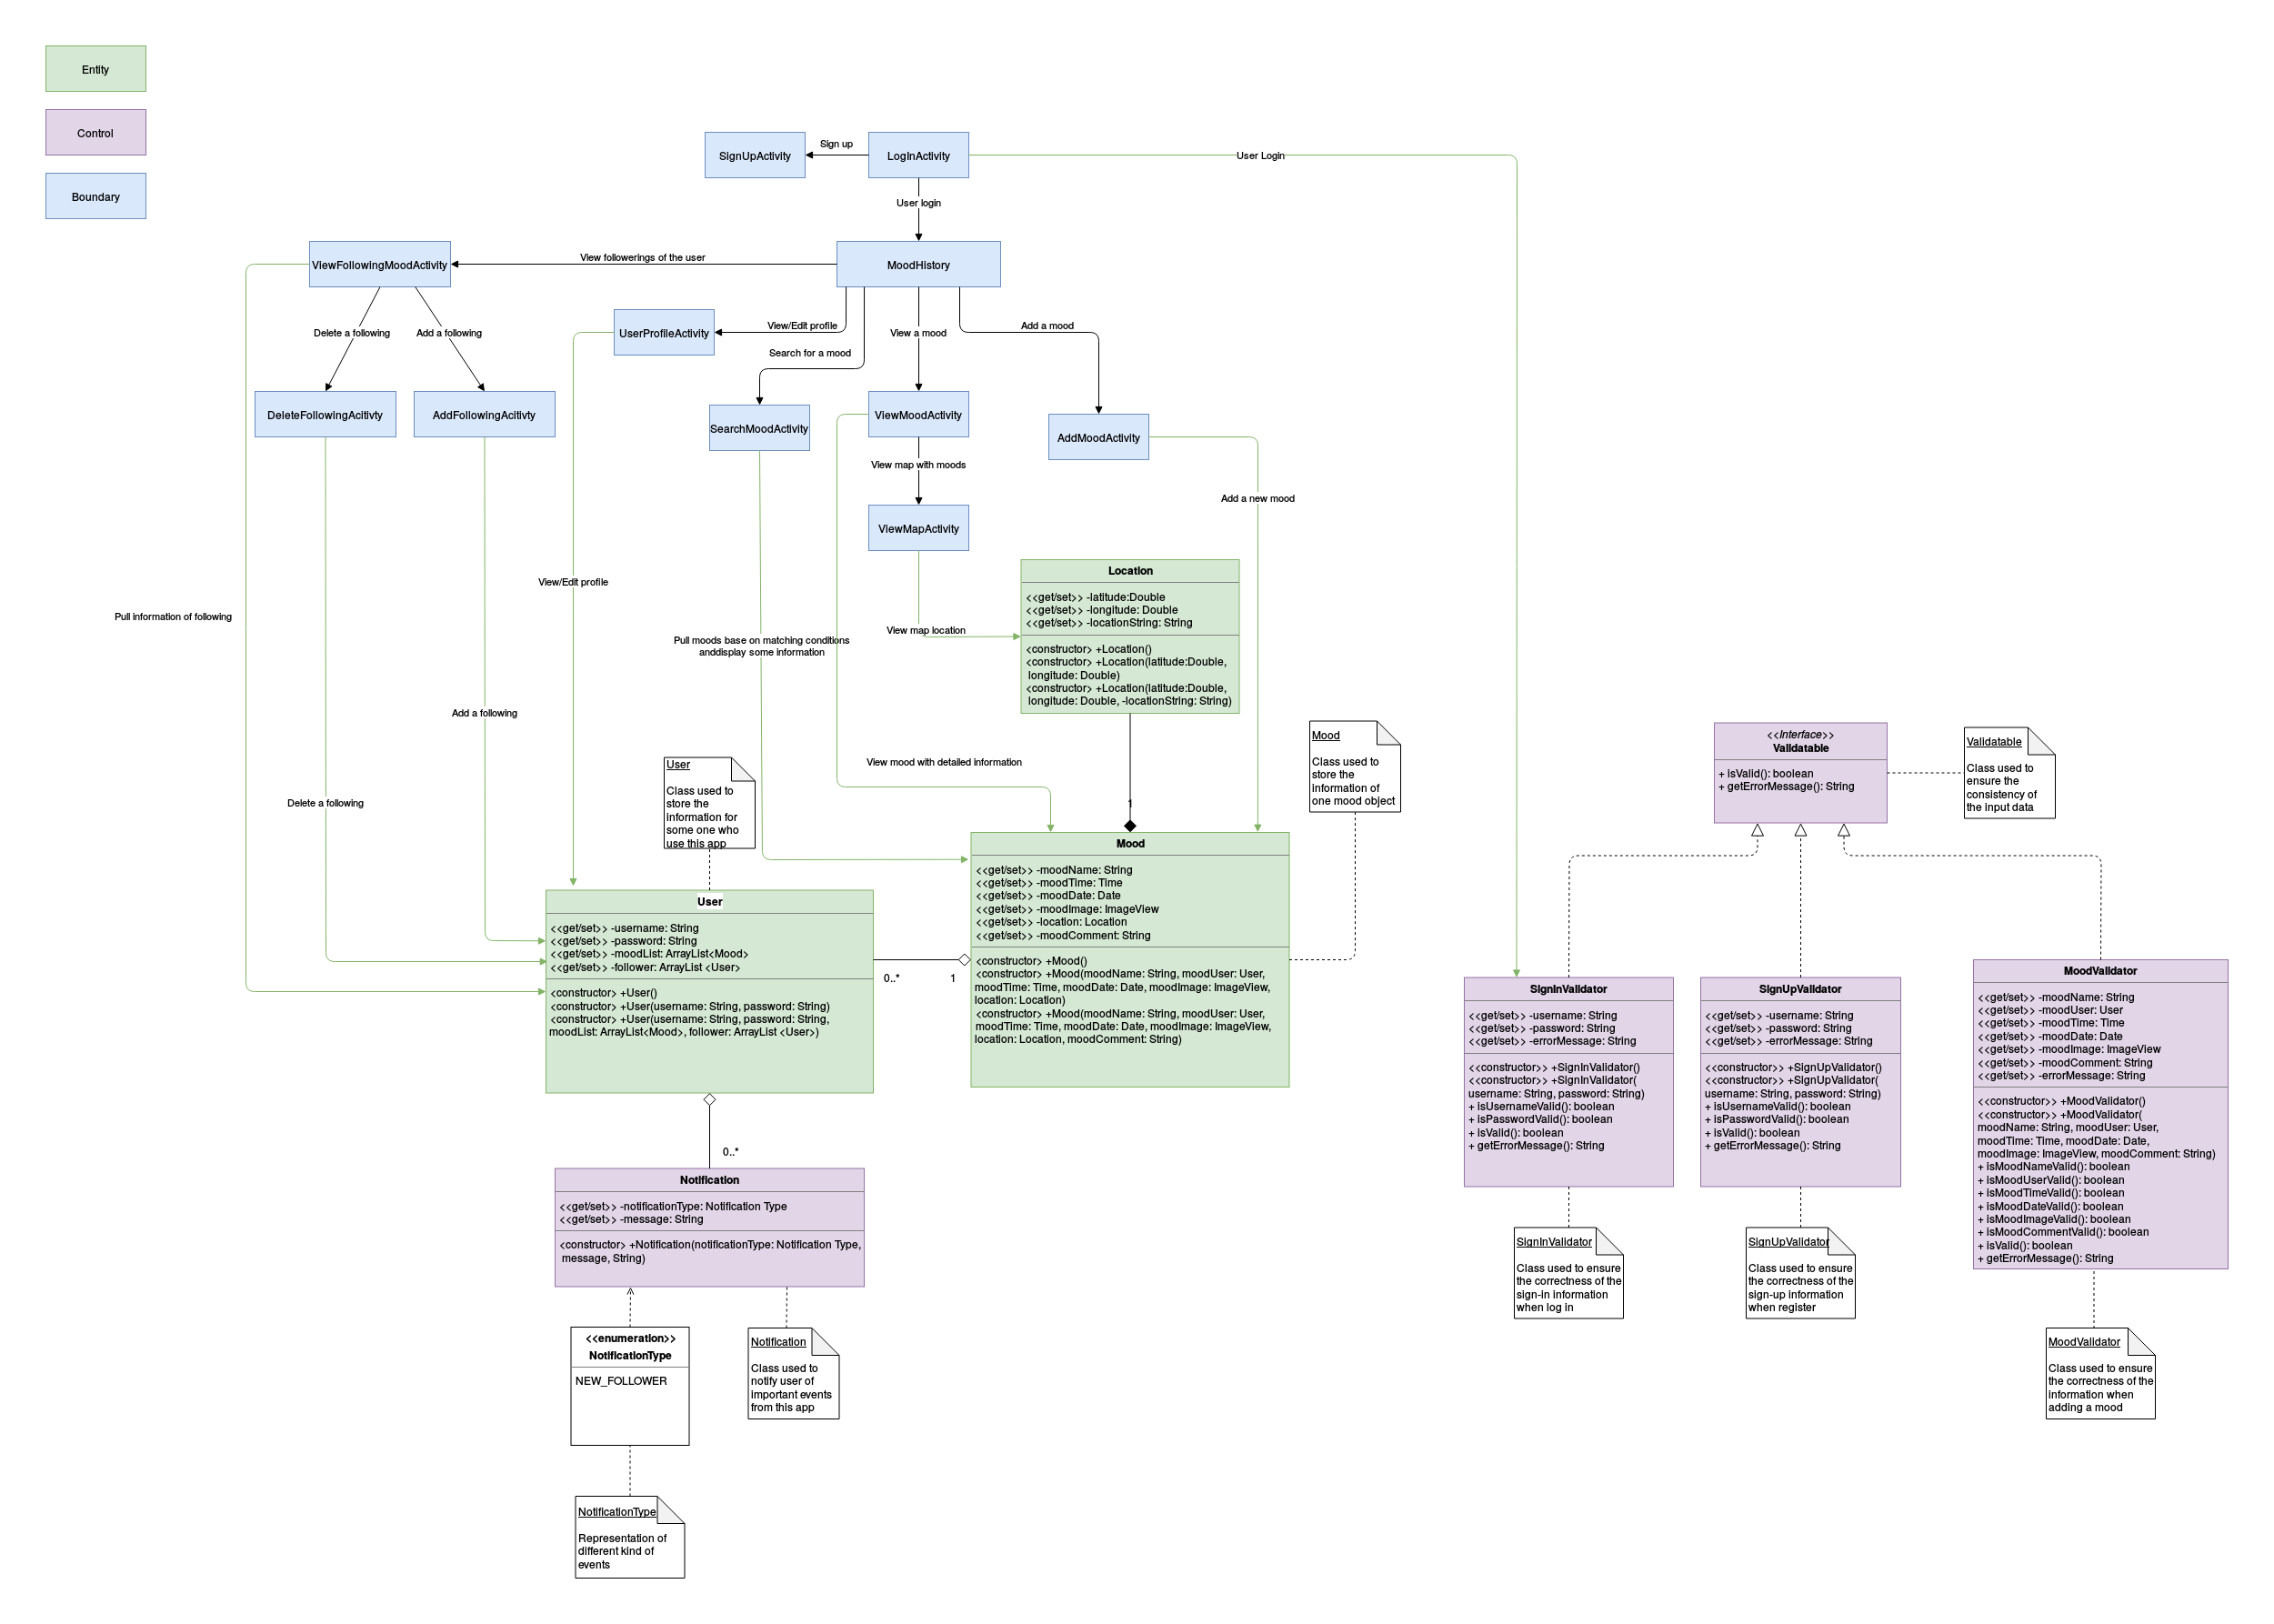 Entity
Control
Boundary
SignUpActivity
Sign up
LogInActivity
User Login
User login
ViewFollowingMoodActivity
View followerings of the user
MoodHistory
Delete a following
Add a following
UserProfileActivity
View/Edit profile
Search for a mood
View a mood
Add a mood
DeleteFollowingAcitivty
AddFollowingAcitivty
SearchMoodActivity
ViewMoodActivity
AddMoodActivity
View map with moods
Add a new mood
ViewMapActivity
View/Edit profile
Pull information of following
View map location
Pull moods base on matching conditions
anddisplay some information
Location
<<get/set>> -latitude:Double
<<get/set>> -longitude: Double
<<get/set>> -locationString: String
<constructor> +Location()
<constructor> +Location(latitude:Double,
longitude: Double)
<constructor> +Location(latitude:Double,
longitude: Double, -locationString: String)
Add a following
Delete a following
View mood with detailed information
1
User
Class used to
store the
information for
some one who
use this app
Mood
Class used to
store the
information of
one mood object
<<Interface>>
Validatable
+ isValid(): boolean
+ getErrorMessage(): String
Validatable
Class used to
ensure the
consistency of
the input data
User
<<get/set>> -username: String
<<get/set>> -password: String
<<get/set>> -moodList: ArrayList<Mood>
<<get/set>> -follower: ArrayList <User>
<constructor> +User()
<constructor> +User(username: String, password: String)
<constructor> +User(username: String, password: String,
moodList: ArrayList<Mood>, follower: ArrayList <User>)
0..*
1
Mood
<<get/set>> -moodName: String
<<get/set>> -moodTime: Time
<<get/set>> -moodDate: Date
<<get/set>> -moodImage: ImageView
<<get/set>> -location: Location
<<get/set>> -moodComment: String
<constructor> +Mood()
<constructor> +Mood(moodName: String, moodUser: User,
moodTime: Time, moodDate: Date, moodImage: ImageView,
location: Location)
<constructor> +Mood(moodName: String, moodUser: User,
moodTime: Time, moodDate: Date, moodImage: ImageView,
location: Location, moodComment: String)
SignInValidator
<<get/set>> -username: String
<<get/set>> -password: String
<<get/set>> -errorMessage: String
<<constructor>> +SignInValidator()
<<constructor>> +SignInValidator(
username: String, password: String)
+ isUsernameValid(): boolean
+ isPasswordValid(): boolean
+ isValid(): boolean
+ getErrorMessage(): String
SignUpValidator
<<get/set>> -username: String
<<get/set>> -password: String
<<get/set>> -errorMessage: String
<<constructor>> +SignUpValidator()
<<constructor>> +SignUpValidator(
username: String, password: String)
+ isUsernameValid(): boolean
+ isPasswordValid(): boolean
+ isValid(): boolean
+ getErrorMessage(): String
MoodValidator
<<get/set>> -moodName: String
<<get/set>> -moodUser: User
<<get/set>> -moodTime: Time
<<get/set>> -moodDate: Date
<<get/set>> -moodImage: ImageView
<<get/set>> -moodComment: String
<<get/set>> -errorMessage: String
<<constructor>> +MoodValidator()
<<constructor>> +MoodValidator(
moodName: String, moodUser: User,
moodTime: Time, moodDate: Date,
moodImage: ImageView, moodComment: String)
+ isMoodNameValid(): boolean
+ isMoodUserValid(): boolean
+ isMoodTimeValid(): boolean
+ isMoodDateValid(): boolean
+ isMoodImageValid(): boolean
+ isMoodCommentValid(): boolean
+ isValid(): boolean
+ getErrorMessage(): String
0..*
Notification
<<get/set>> -notificationType: Notification Type
<<get/set>> -message: String
<constructor> +Notification(notificationType: Notification Type,
message, String)
SignInValidator
Class used to ensure
the correctness of the
sign-in information
when log in
SignUpValidator
Class used to ensure
the correctness of the
sign-up information
when register
<<enumeration>>
NotificationType
NEW_FOLLOWER
Notification
Class used to
notify user of
important events
from this app
MoodValidator
Class used to ensure
the correctness of the
information when
adding a mood
NotificationType
Representation of
different kind of
events